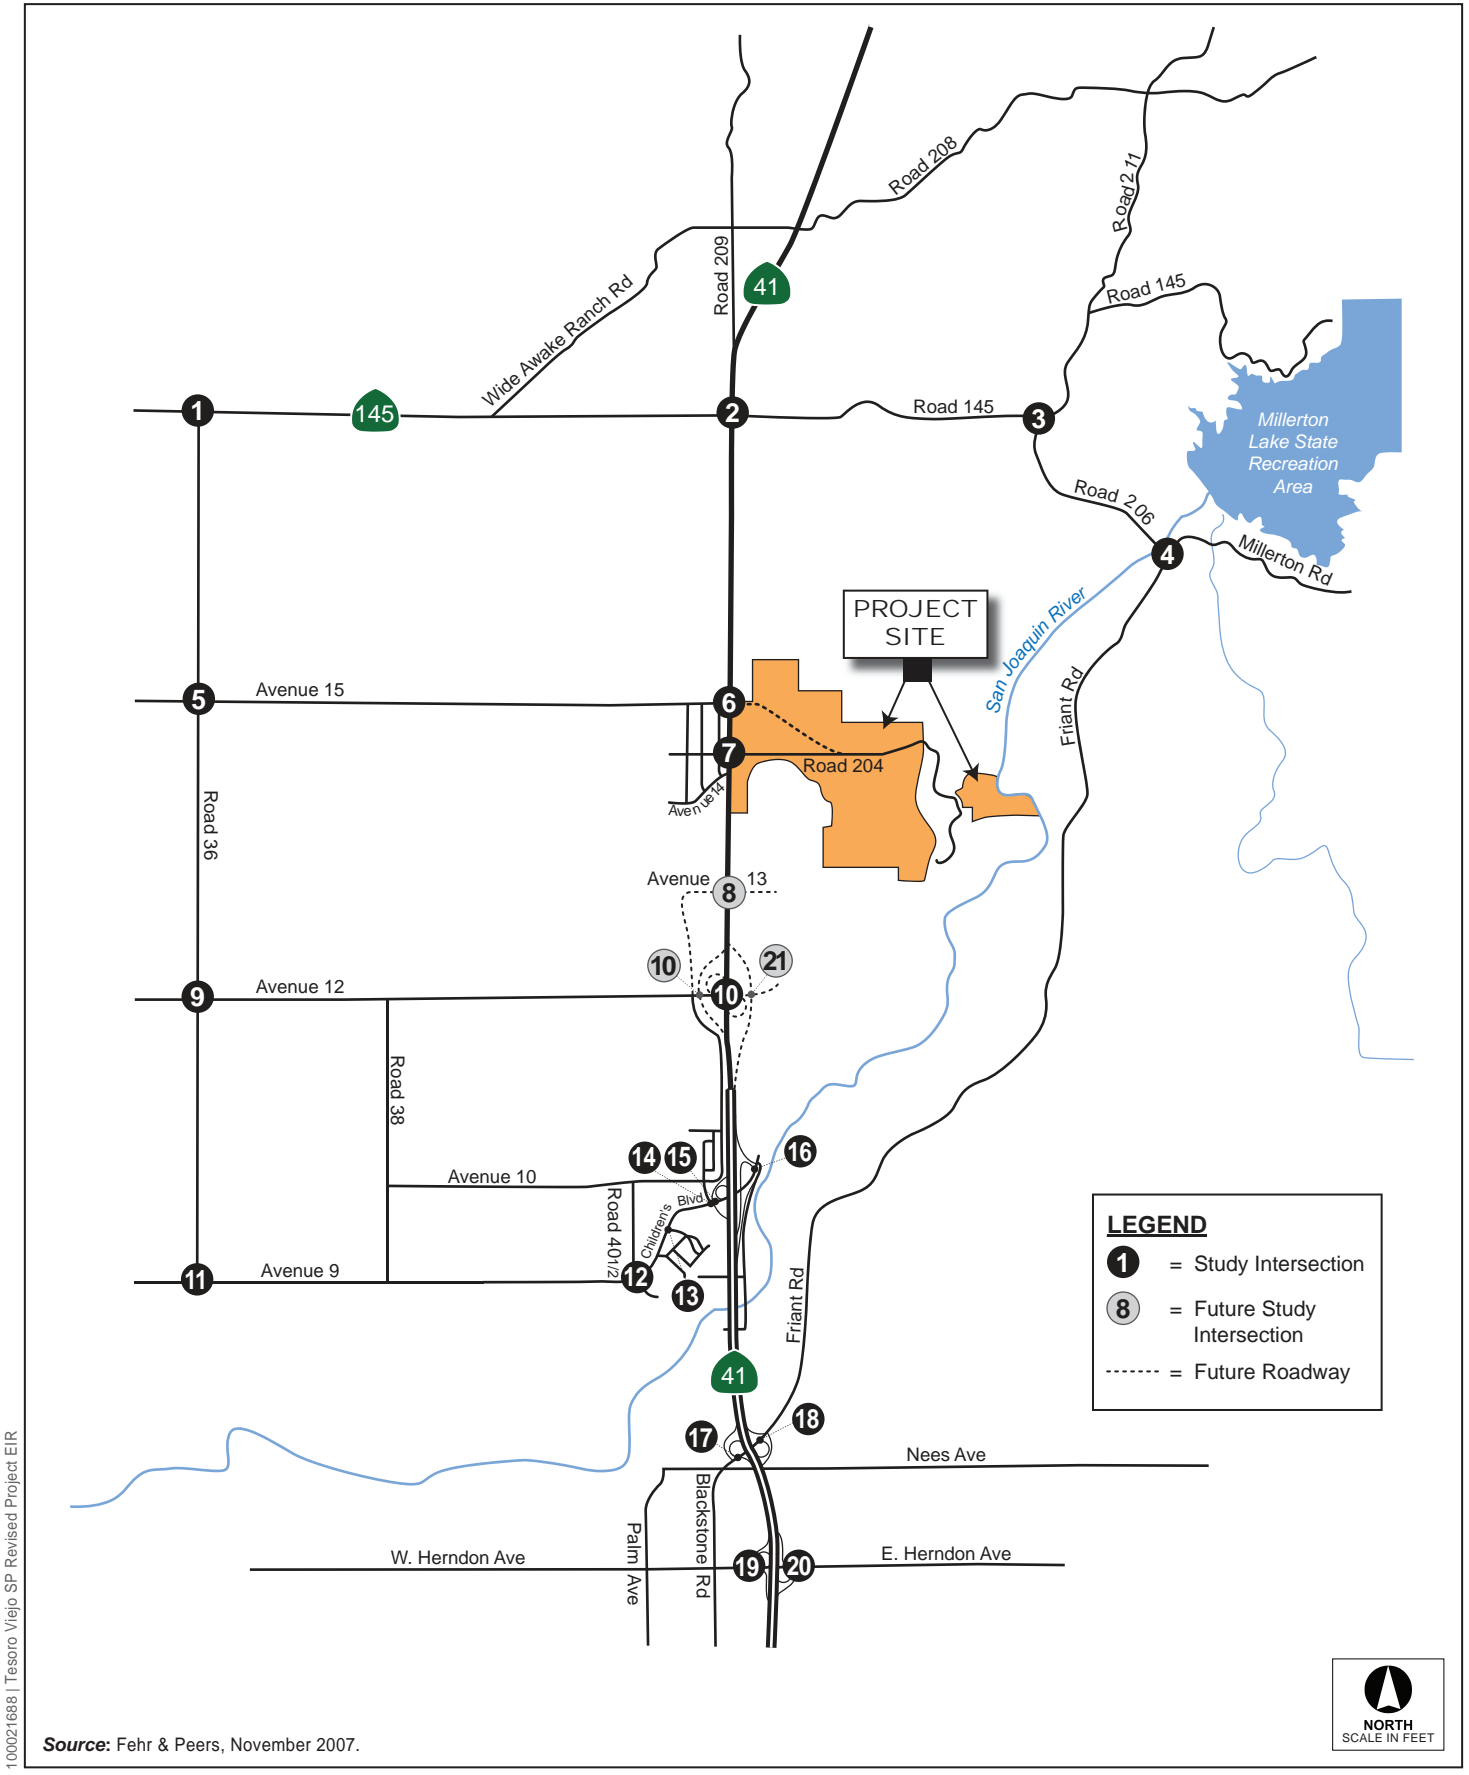 Road 208
Road 211
Road 209
41
Road 145
Wide Awake Ranch Rd
1
145
2
Road 145
3
Millerton
Lake State
Recreation
Area
Road 206
4
Millerton Rd
PROJECT
SITE
San Joaquin River
Friant Rd
5
Avenue 15
6
7
Road 204
Avenue 14
Road 36
Avenue 13
8
10
21
9
Avenue 12
10
Road 38
14
15
16
Avenue 10
Blvd
Children's
Road 40 1/2
LEGEND
1 = Study Intersection
8 = Future Study
Intersection
= Future Roadway
11
Avenue 9
12
13
Friant Rd
41
17
18
Nees Ave
Blackstone Rd
Palm Ave
W. Herndon Ave
19
20
E. Herndon Ave
NORTH
SCALE IN FEET
Source: Fehr & Peers, November 2007.
100021688 | Tesoro Viejo SP Revised Project EIR